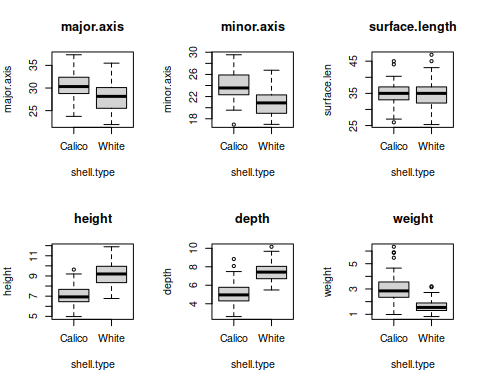 major.axis
major.axis
25 30 35
Calico White
shell.type
minor.axis
minor.axis
18 22 26 30
Calico White
shell.type
surface.length
surface.len
25 35 45
Calico White
shell.type
height
height
5 7 9 11
Calico White
shell.type
depth
depth
4 6 8 10
Calico White
shell.type
weight
weight
1 3 5
Calico White
shell.type